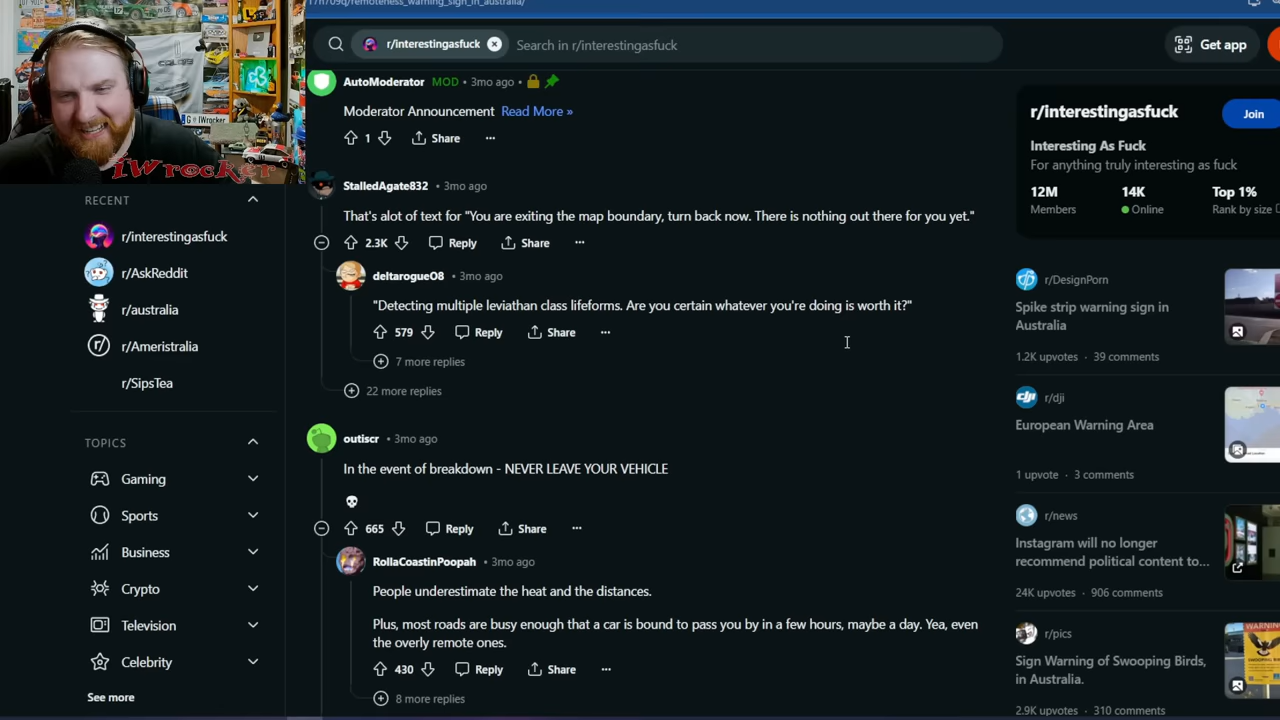 17h709q/remoteness_warning_sign_in_australia/
r/interestingasfuck
Search in r/interestingasfuck
Get app
AutoModerator MOD • 3mo ago •
Moderator Announcement Read More »
1 Share
iWrocker
RECENT
r/interestingasfuck
r/AskReddit
r/australia
r/Ameristralia
r/SipsTea
TOPICS
Gaming
Sports
Business
Crypto
Television
Celebrity
See more
StalledAgate832 • 3mo ago
That's alot of text for "You are exiting the map boundary, turn back now. There is nothing out there for you yet."
2.3K Reply Share
deltarogueO8 • 3mo ago
"Detecting multiple leviathan class lifeforms. Are you certain whatever you're doing is worth it?"
579 Reply Share
7 more replies
22 more replies
outiscr • 3mo ago
In the event of breakdown - NEVER LEAVE YOUR VEHICLE
665 Reply Share
RollaCoastinPoopah • 3mo ago
People underestimate the heat and the distances.
Plus, most roads are busy enough that a car is bound to pass you by in a few hours, maybe a day. Yea, even
the overly remote ones.
430 Reply Share
8 more replies
r/interestingasfuck
Join
Interesting As Fuck
For anything truly interesting as fuck
12M 14K Top 1%
Members Online Rank by size
r/DesignPorn
Spike strip warning sign in
Australia
1.2K upvotes • 39 comments
r/dji
European Warning Area
1 upvote • 3 comments
r/news
Instagram will no longer
recommend political content to...
24K upvotes • 906 comments
r/pics
Sign Warning of Swooping Birds,
in Australia.
2.9K upvotes • 310 comments